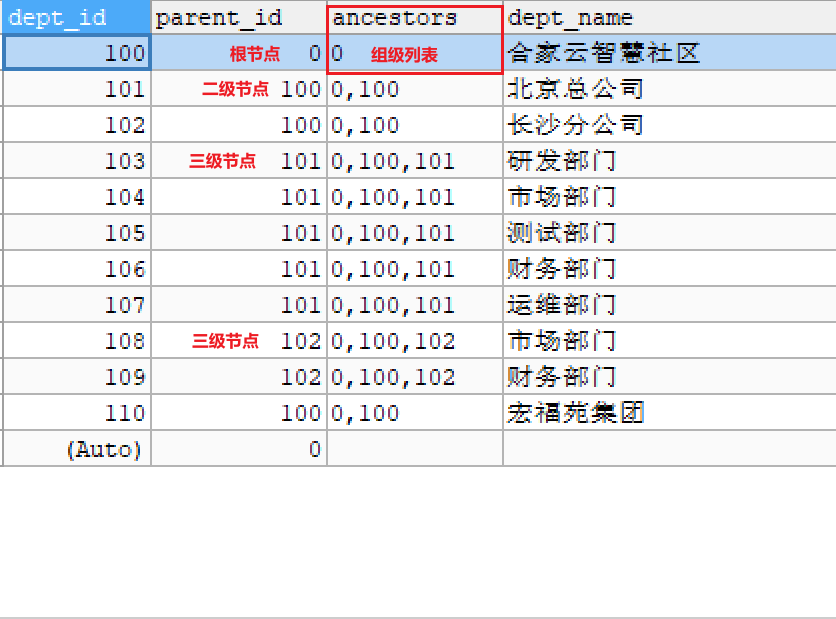 dept_id parent_id ancestors dept_name
100 根节点 0 0 组级列表 合家云智慧社区
101 二级节点 100 0,100 北京总公司
102 100 0,100 长沙分公司
103 三级节点 101 0,100,101 研发部门
104 101 0,100,101 市场部门
105 101 0,100,101 测试部门
106 101 0,100,101 财务部门
107 101 0,100,101 运维部门
108 三级节点 102 0,100,102 市场部门
109 102 0,100,102 财务部门
110 100 0,100 宏福苑集团
(Auto) 0